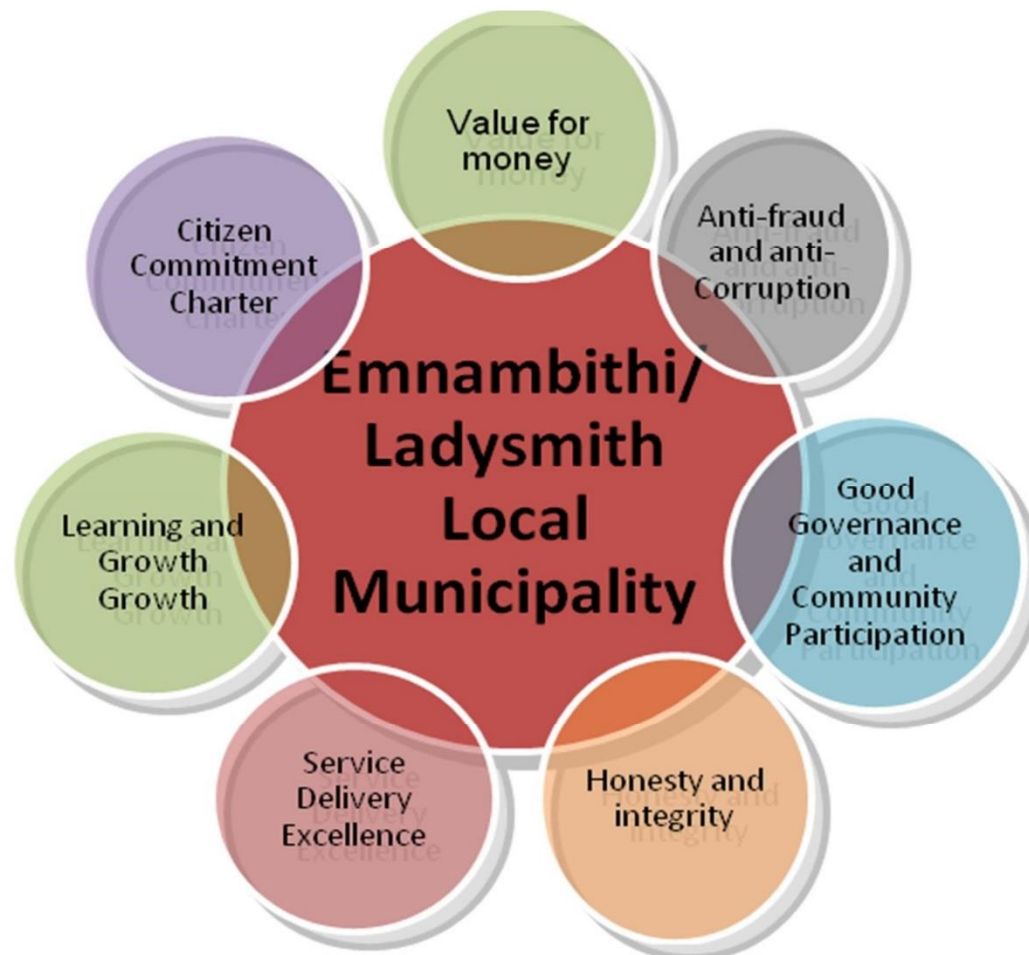 Value for
money
Anti-fraud
and anti-
Corruption
Good
Governance
and
Community
Participation
Honesty and
integrity
Service
Delivery
Excellence
Learning and
Growth
Growth
Citizen
Commitment
Charter
Emnambithi/
Ladysmith
Local
Municipality